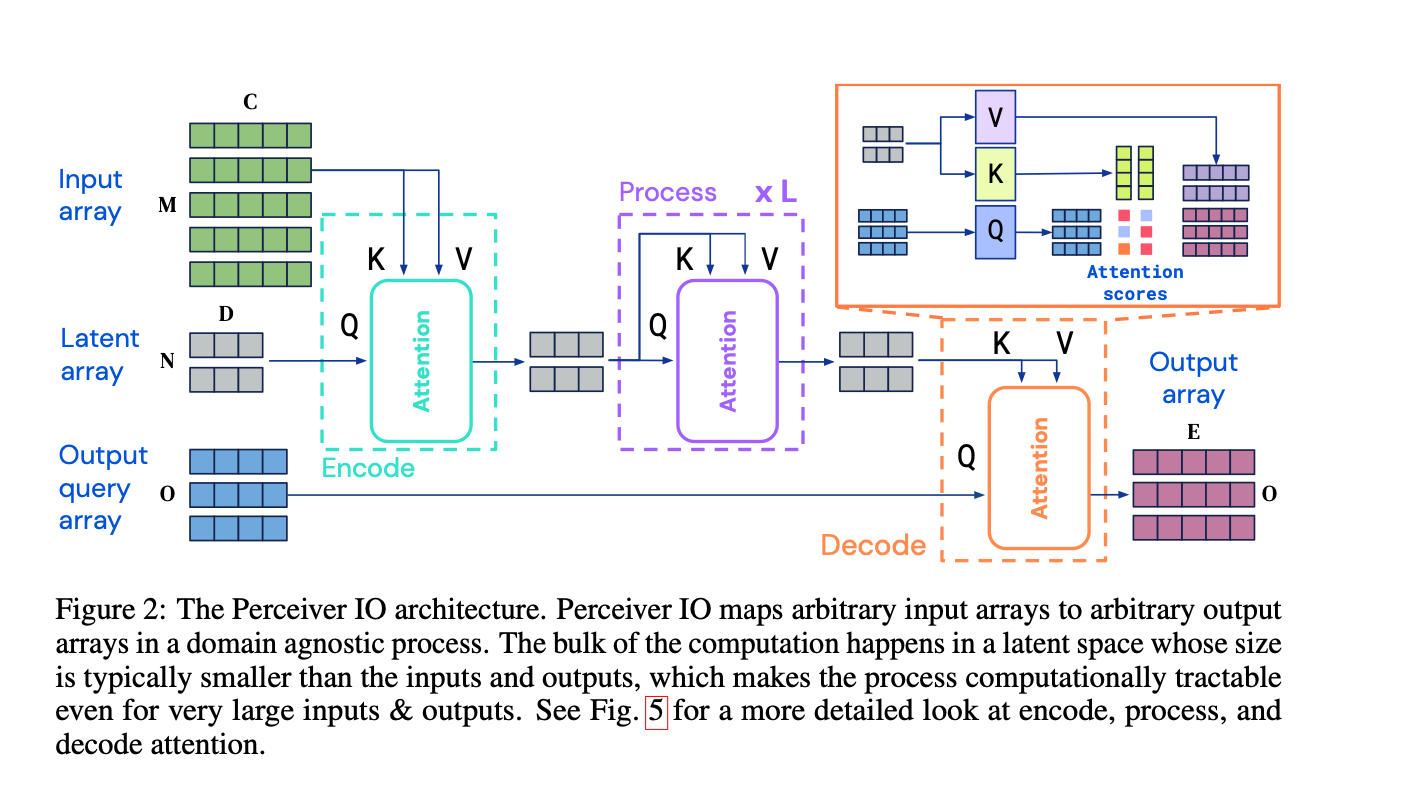 C
Input
array
M
D
Latent
array
N
Output
query
array
O
K
V
Q
Attention
Encode
Process
x L
K
V
Q
Attention
V
K
Q
Attention
scores
K
V
Q
Attention
Decode
Output
array
E
O
Figure 2: The Perceiver IO architecture. Perceiver IO maps arbitrary input arrays to arbitrary output
arrays in a domain agnostic process. The bulk of the computation happens in a latent space whose size
is typically smaller than the inputs and outputs, which makes the process computationally tractable
even for very large inputs & outputs. See Fig. 5 for a more detailed look at encode, process, and
decode attention.